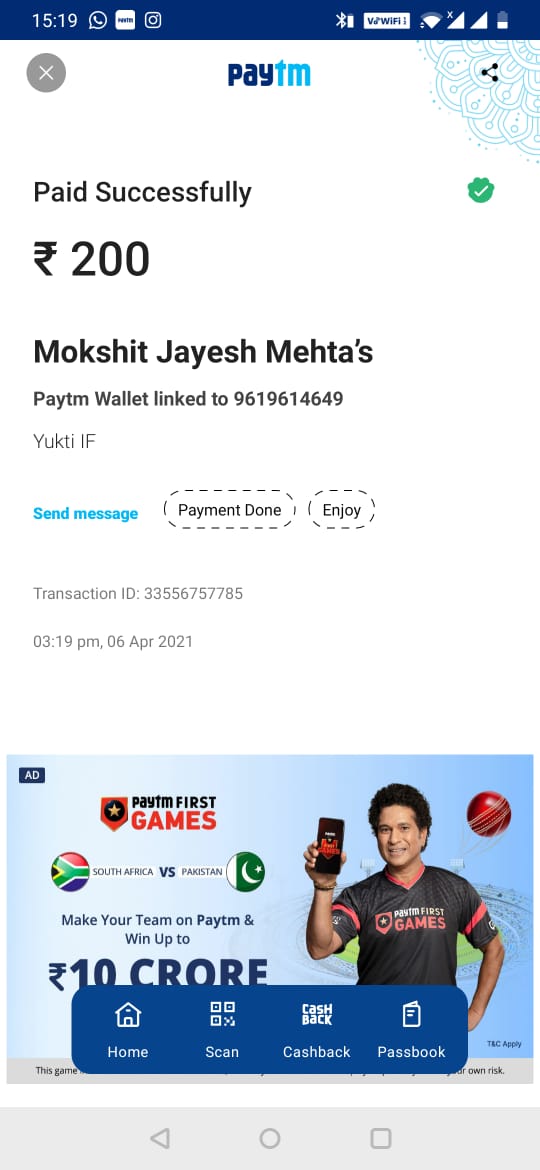 15:19
VoWiFi
paytm
Paid Successfully
₹ 200
Mokshit Jayesh Mehta's
Paytm Wallet linked to 9619614649
Yukti IF
Send message
Payment Done
Enjoy
Transaction ID: 33556757785
03:19 pm, 06 Apr 2021
AD
paytm FIRST
GAMES
SOUTH AFRICA VS PAKISTAN
Make Your Team on Paytm &
Win Up to
₹10 CRORE
paytm FIRST
GAMES
T&C Apply
This game
our own risk.
Home
Scan
CASH
BACK
Cashback
Passbook